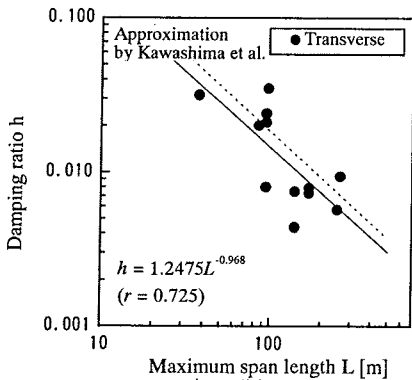 0.100
Approximation
by Kawashima et al.
Transverse
Damping ratio h
0.010
h = 1.2475L^-0.968
(r = 0.725)
0.001
10
100
Maximum span length L [m]